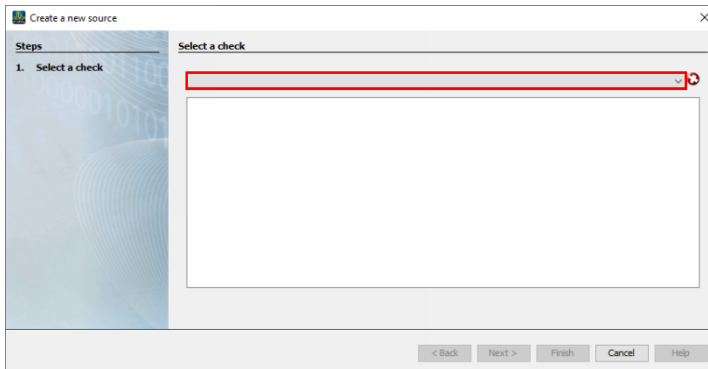 Create a new source
Steps
1. Select a check
Select a check
< Back Next > Finish Cancel Help